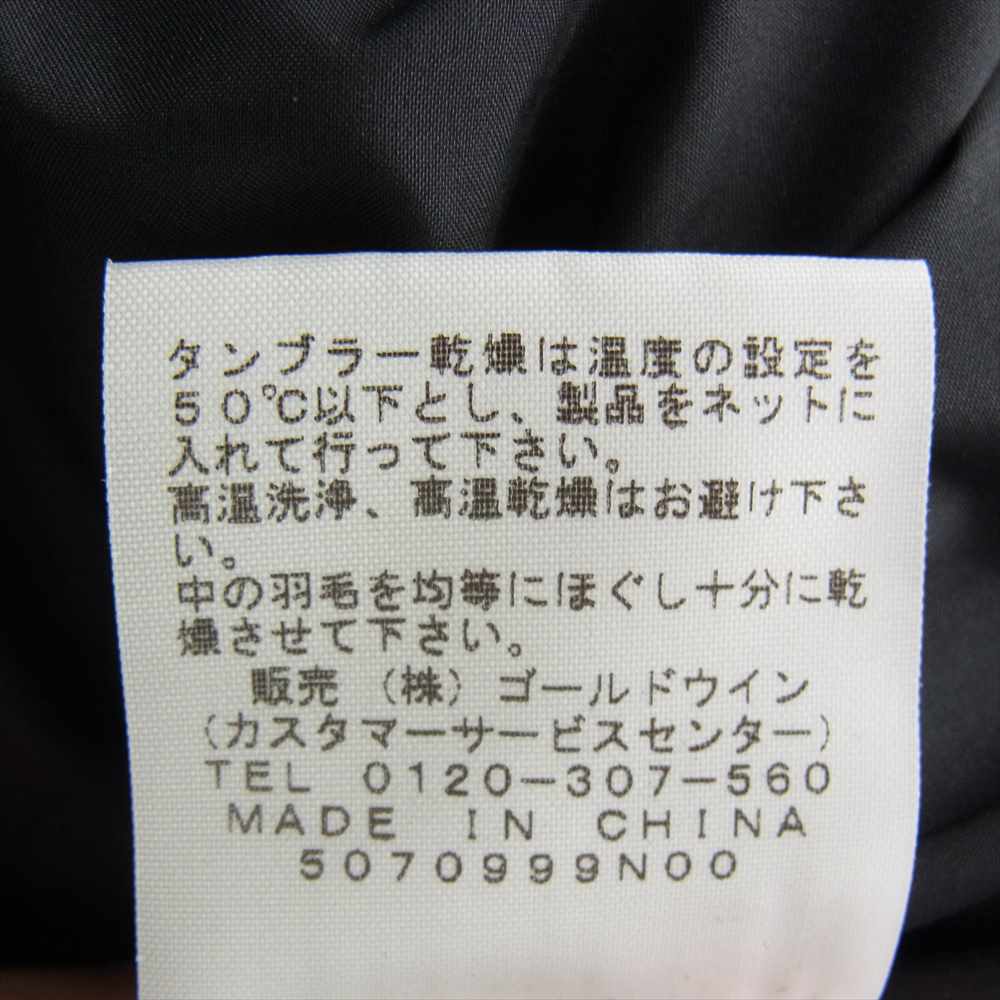 タンブラー乾燥は温度の設定を
50℃以下とし、製品をネットに
入れて行って下さい。
高温洗浄、高温乾燥はお避け下さ
い。
中の羽毛を均等にほぐし十分に乾
燥させて下さい。
販売 (株) ゴールドウイン
(カスタマーサービスセンター)
TEL 0120-307-560
MADE IN CHINA
5070999N00